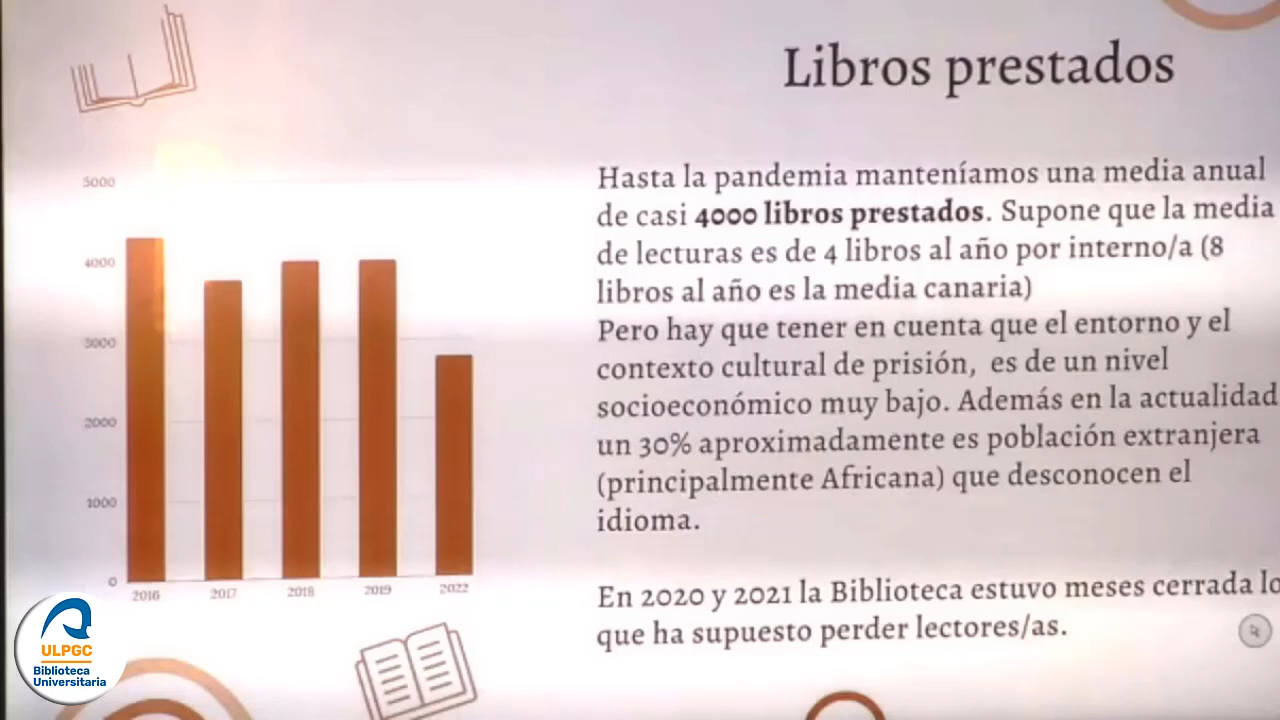 Libros prestados
5000
4000
3000
2000
1000
0
2016
2017
2018
2019
2022
Hasta la pandemia manteníamos una media anual
de casi 4000 libros prestados. Supone que la media
de lecturas es de 4 libros al año por interno/a (8
libros al año es la media canaria)
Pero hay que tener en cuenta que el entorno y el
contexto cultural de prisión, es de un nivel
socioeconómico muy bajo. Además en la actualidad
un 30% aproximadamente es población extranjera
(principalmente Africana) que desconocen el
idioma.
En 2020 y 2021 la Biblioteca estuvo meses cerrada lo
que ha supuesto perder lectores/as.
ULPGC
Biblioteca
Universitaria